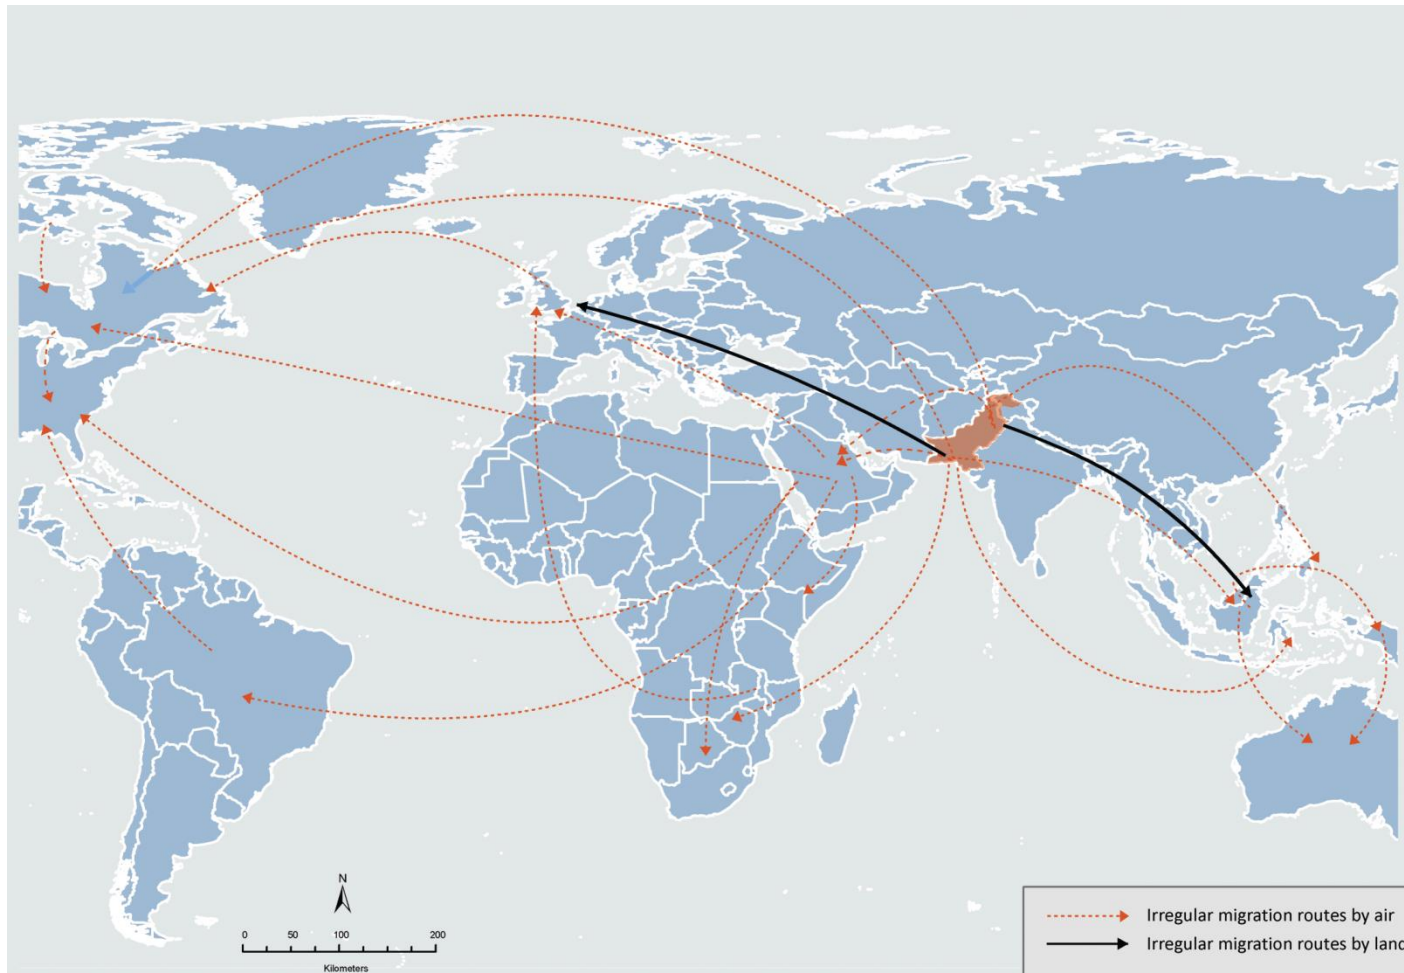 N
0 50 100 200
Kilometers
Irregular migration routes by air
Irregular migration routes by land